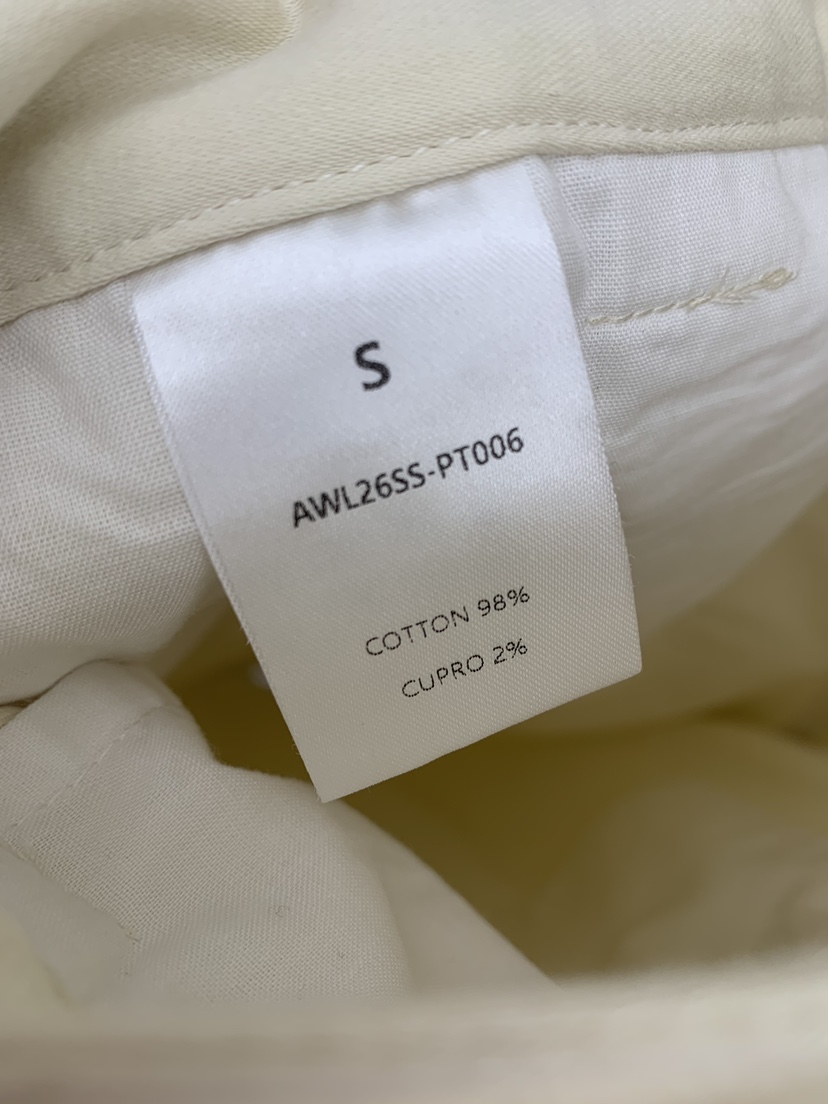 S
AWL26SS-PT006
COTTON 98%
CUPRO 2%